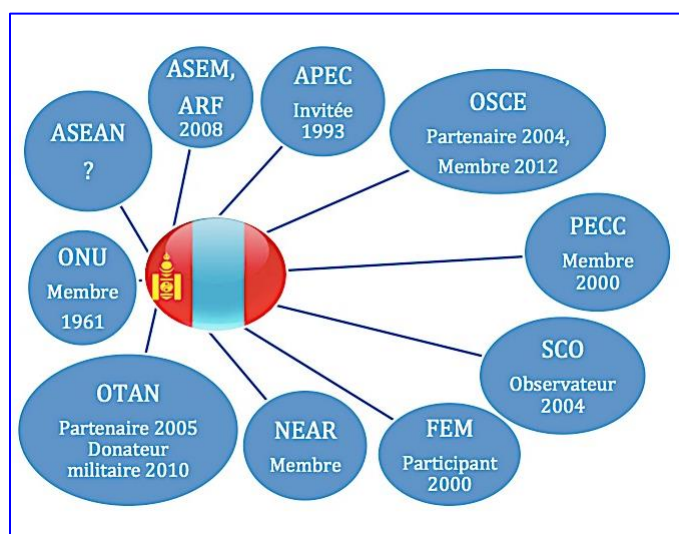 ASEM,
ARF
2008
APEC
Invitée
1993
OSCE
Partenaire 2004,
Membre 2012
ASEAN
?
PECC
Membre
2000
ONU
Membre
1961
SCO
Observateur
2004
OTAN
Partenaire 2005
Donateur
militaire 2010
NEAR
Membre
FEM
Participant
2000